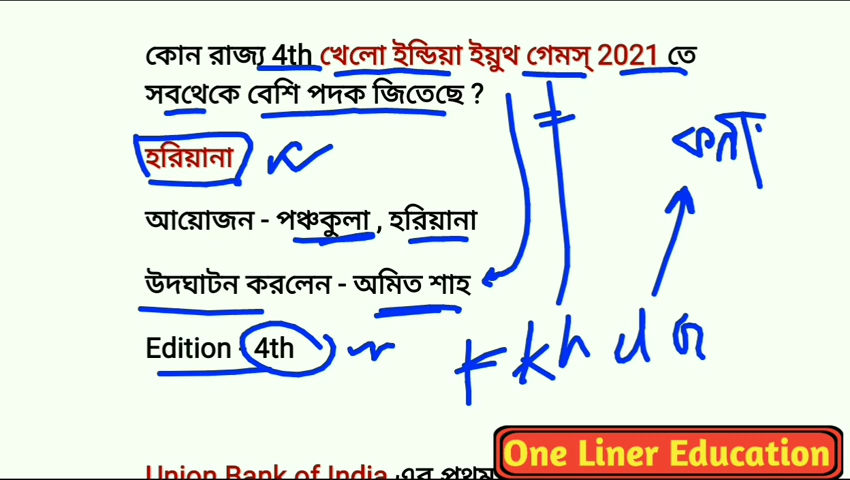 কোন রাজ্য 4th খেলো ইন্ডিয়া ইয়ুথ গেমস্ 2021 তে
সবথেকে বেশি পদক জিতেছে ?
হরিয়ানা
আয়োজন - পঞ্চকুলা , হরিয়ানা
উদঘাটন করলেন - অমিত শাহ
Edition - 4th
Union Bank of India এর প্রথম
One Liner Education